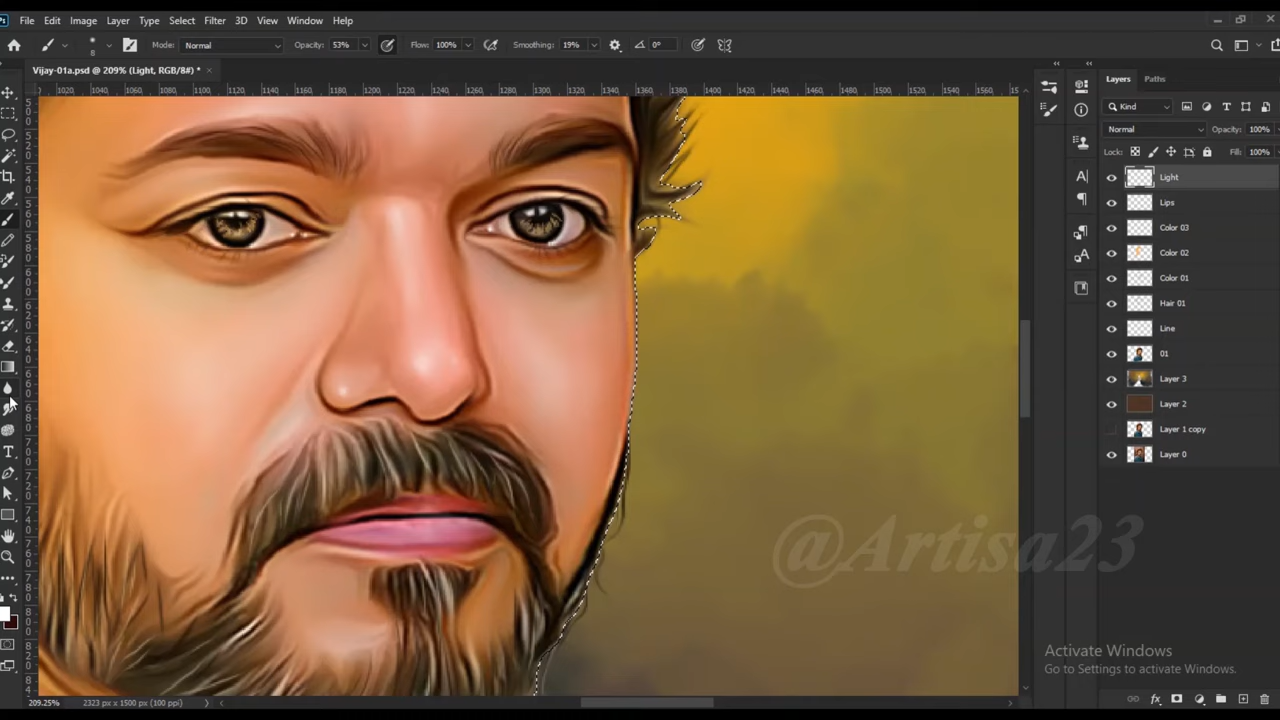 Ps File Edit Image Layer Type Select Filter 3D View Window Help
8 Mode: Normal Opacity: 53% Flow: 100% Smoothing: 19% 0°
Vijay-01a.psd @ 209% (Light, RGB/8#) * ×
1020 1040 1060 1080 1100 1120 1140 1160 1180 1200 1220 1240 1260 1280 1300 1320 1340 1360 1380 1400 1420 1440 1460 1480 1500 1520 1540 1560
Layers Paths
Kind
Normal Opacity: 100%
Lock: Fill: 100%
Light
Lips
Color 03
Color 02
Color 01
Hair 01
Line
01
Layer 3
Layer 2
Layer 1 copy
Layer 0
@Artisa23
Activate Windows
Go to Settings to activate Windows.
209.25% 2323 px x 1500 px (100 ppi)